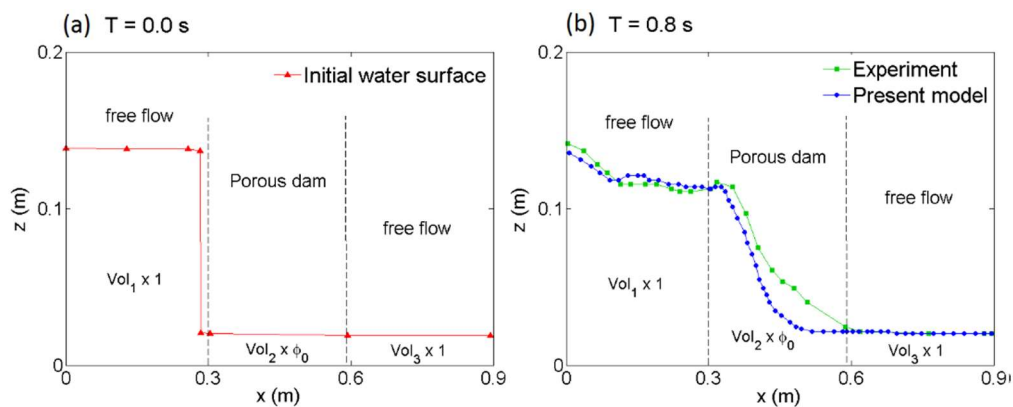 (a) T = 0.0 s
0.2
Initial water surface
free flow
Porous dam
z (m)
0.1
free flow
Vol1 x 1
Vol2 x ϕ0
Vol3 x 1
0
0
0.3
0.6
0.9
x (m)
(b) T = 0.8 s
0.2
Experiment
Present model
free flow
Porous dam
z (m)
0.1
free flow
Vol1 x 1
Vol2 x ϕ0
Vol3 x 1
0
0
0.3
0.6
0.9
x (m)